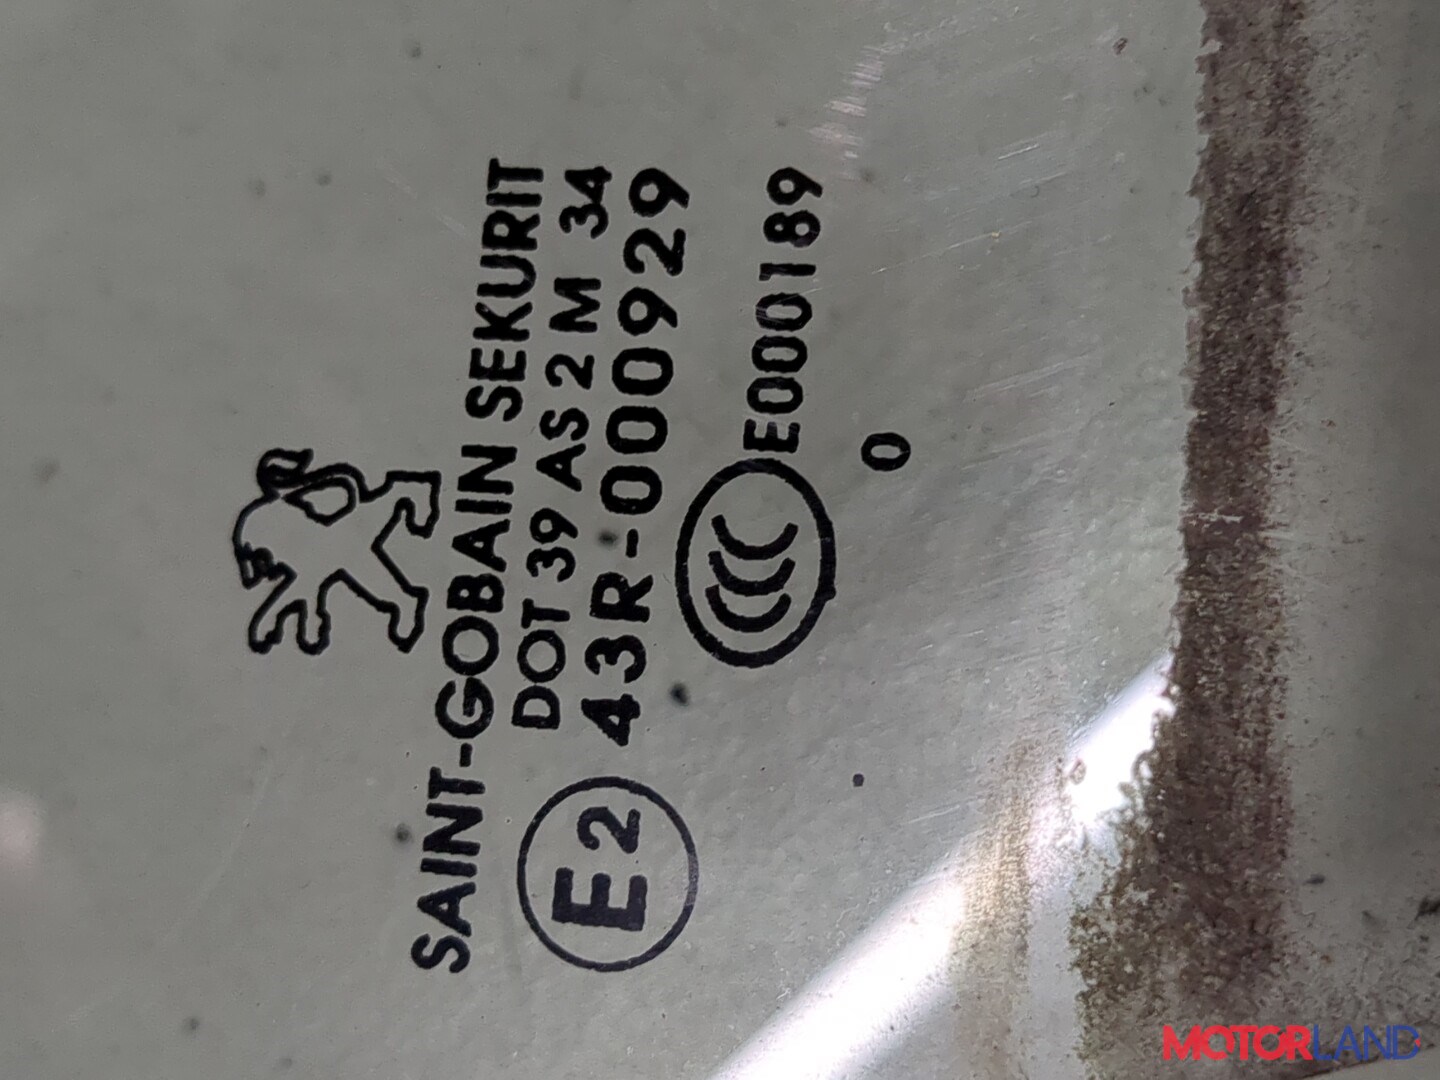 SAINT-GOBAIN SEKURIT
DOT 39 AS 2 M 34
E2 43R-000929
CCC E000189
0
MOTORLAND